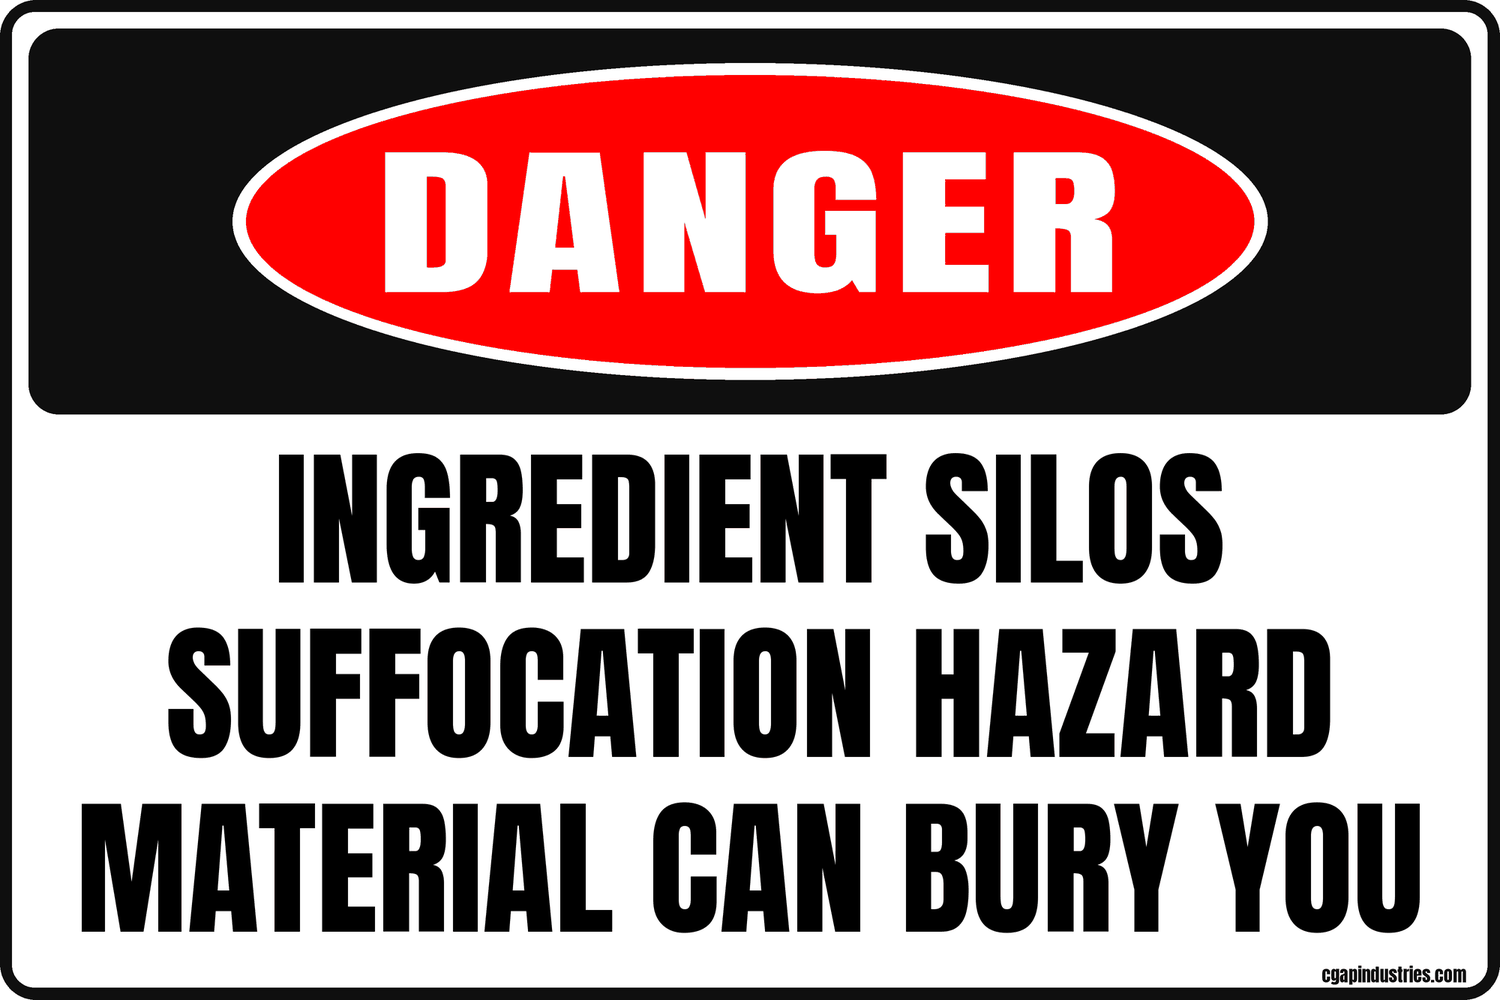 DANGER
INGREDIENT SILOS
SUFFOCATION HAZARD
MATERIAL CAN BURY YOU
cgapindustries.com